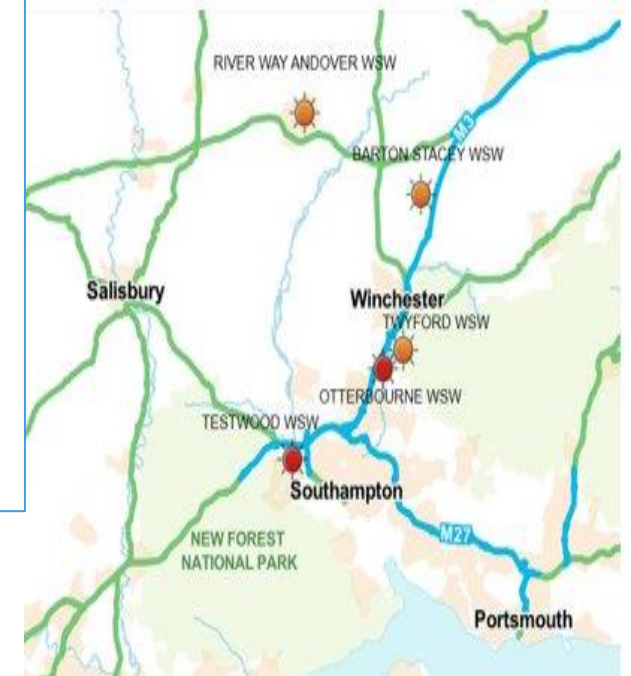 RIVER WAY ANDOVER WSW
M3
BARTON STACEY WSW
Salisbury
Winchester
TWYFORD WSW
OTTERBOURNE WSW
TESTWOOD WSW
Southampton
M27
NEW FOREST
NATIONAL PARK
Portsmouth